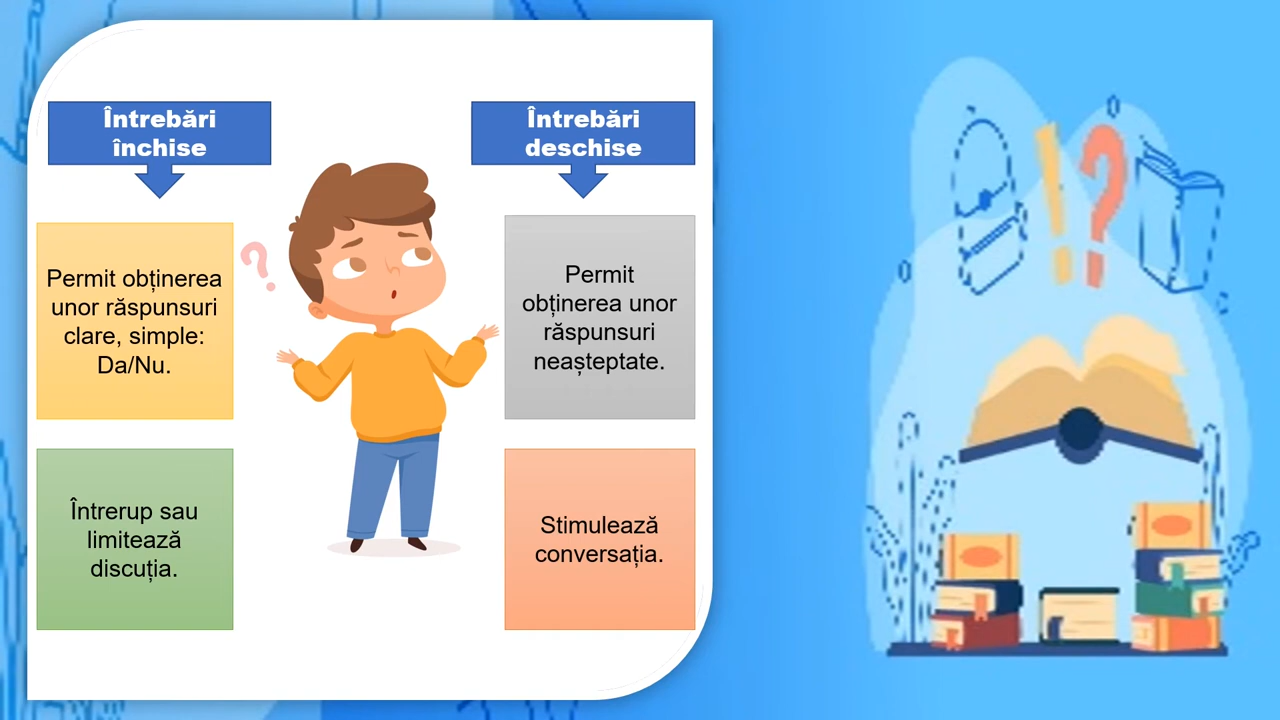 Întrebări
închise
Permit obținerea
unor răspunsuri
clare, simple:
Da/Nu.
Întrerup sau
limitează
discuția.
Întrebări
deschise
Permit
obținerea unor
răspunsuri
neașteptate.
Stimulează
conversația.